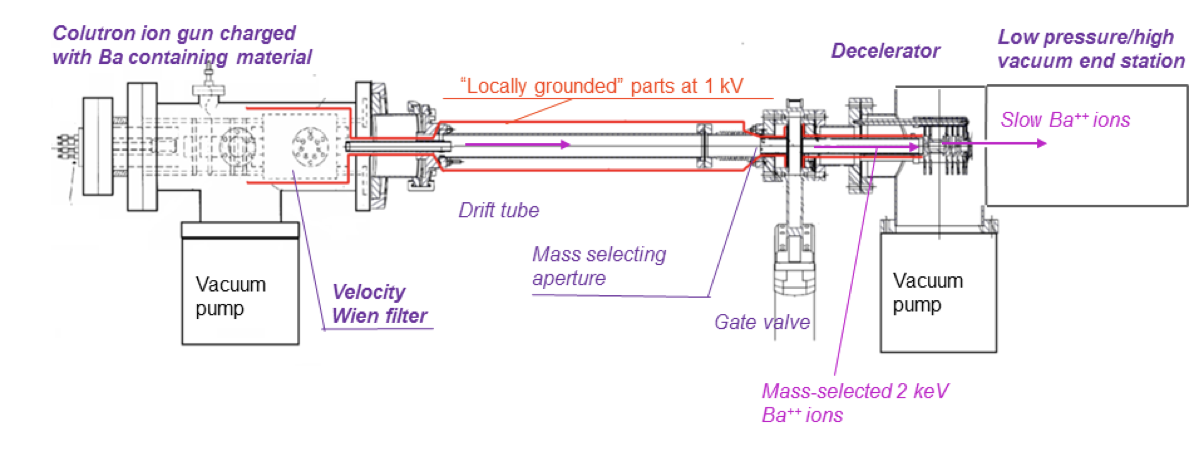 Colutron ion gun charged
with Ba containing material
Decelerator
Low pressure/high
vacuum end station
“Locally grounded” parts at 1 kV
Slow Ba⁺⁺ ions
Drift tube
Mass selecting
aperture
Vacuum
pump
Velocity
Wien filter
Gate valve
Vacuum
pump
Mass-selected 2 keV
Ba⁺⁺ ions